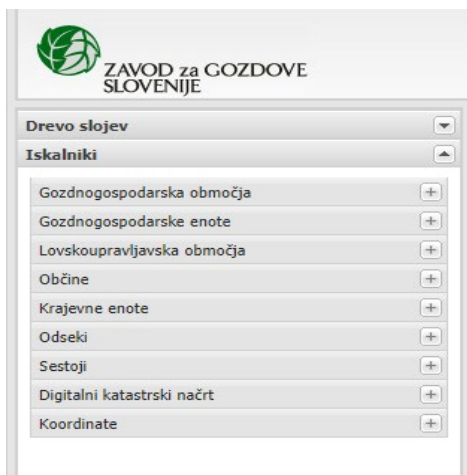 ZAVOD za GOZDOVE
SLOVENIJE
Drevo slojev
Iskalniki
Gozdnogospodarska območja
Gozdnogospodarske enote
Lovskoupravljavska območja
Občine
Krajevne enote
Odseki
Sestoji
Digitalni katastrski načrt
Koordinate